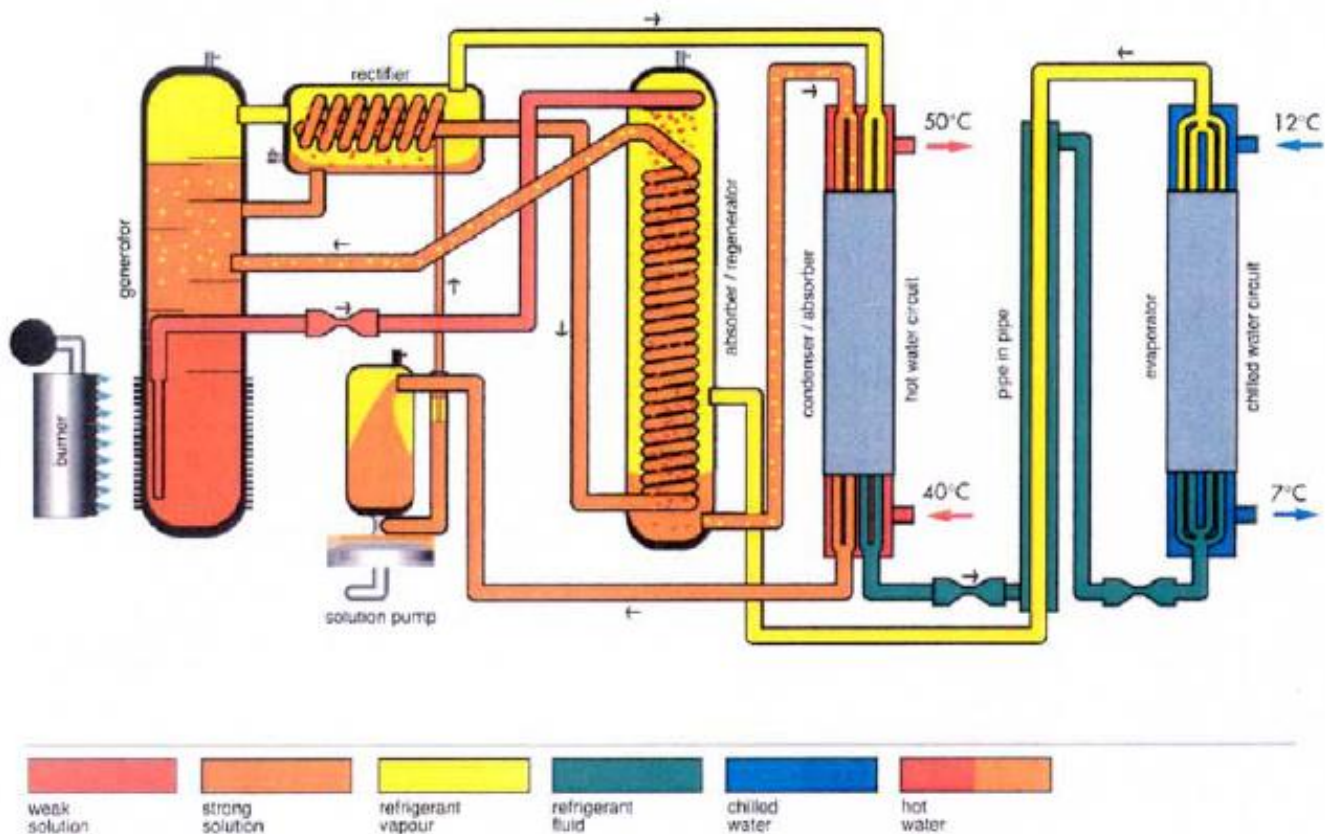 rectifier
generator
burner
solution pump
absorber / regenerator
condenser / absorber
hot water circuit
50°C
40°C
pipe in pipe
evaporator
chilled water circuit
12°C
7°C
weak
solution
strong
solution
refrigerant
vapour
refrigerant
fluid
chilled
water
hot
water